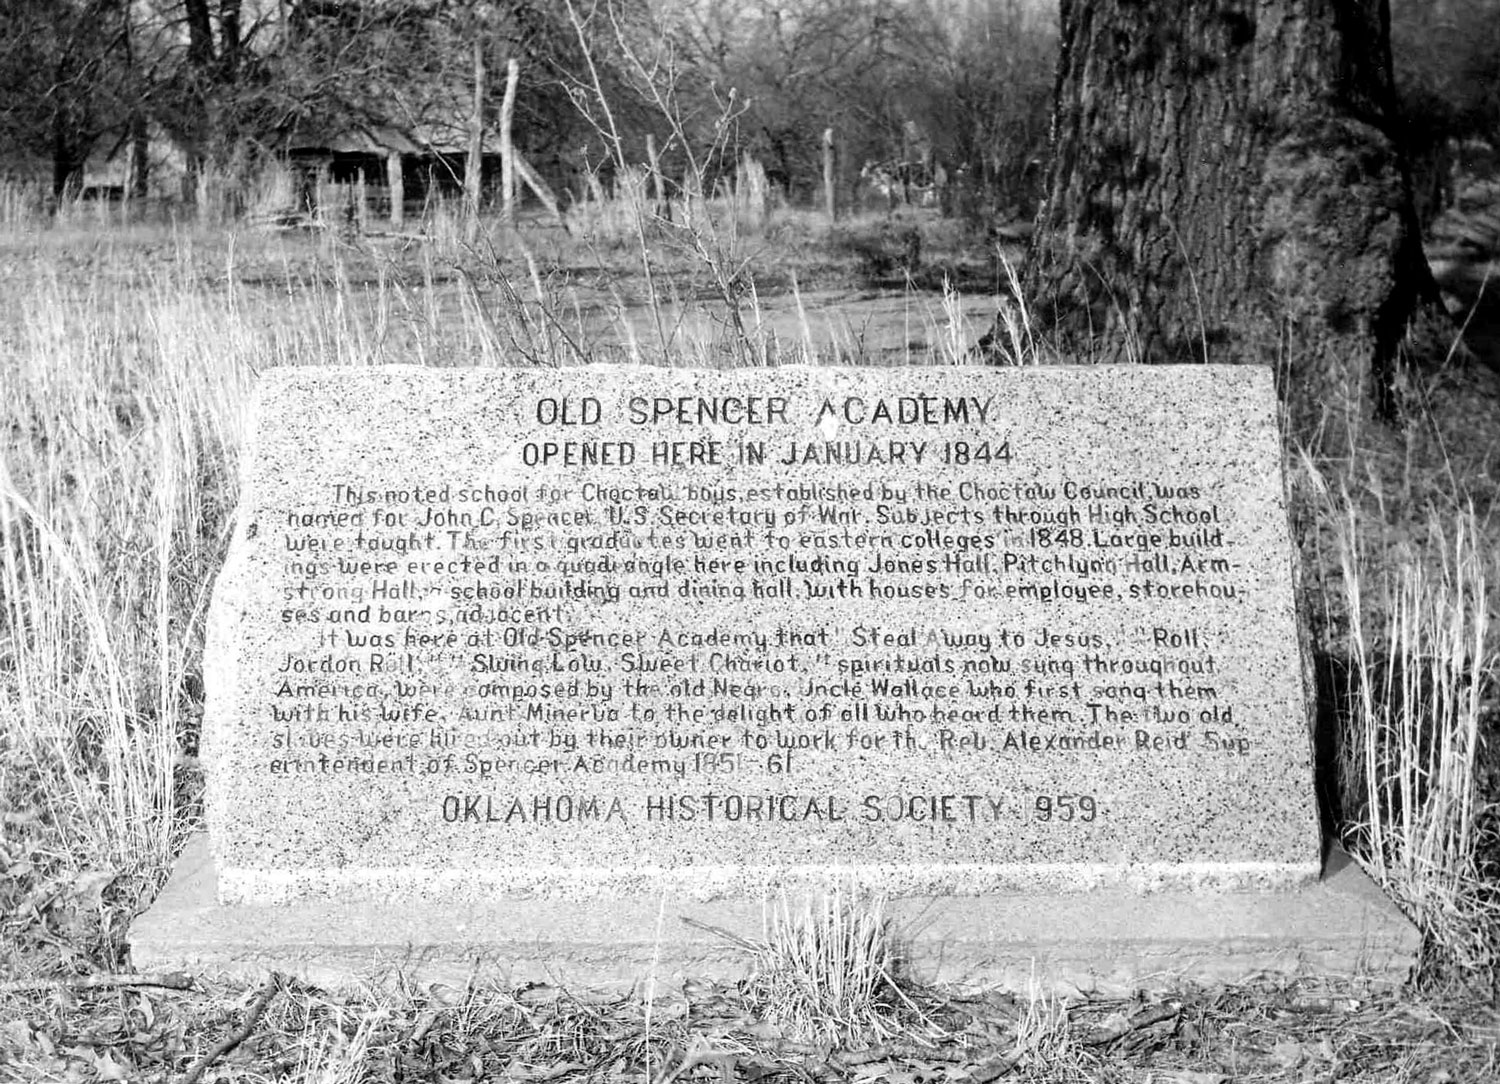 OLD SPENCER ACADEMY
OPENED HERE IN JANUARY 1844
This noted school for Choctaw boys, established by the Choctaw Council, was
named for John C. Spencer, U.S. Secretary of War. Subjects through High School
were taught. The first graduates went to eastern colleges in 1848. Large build-
ings were erected in a quadrangle here including Jones Hall, Pitchlynn Hall, Arm-
strong Hall, school building and dining hall, with houses for employee, storehou-
ses and barns, adjacent.
It was here at Old Spencer Academy that "Steal Away to Jesus," "Roll,
Jordon Roll," "Swing Low, Sweet Chariot," spirituals now sung throughout
America, were composed by the old Negro, Uncle Wallace who first sang them
with his wife, Aunt Minerva to the delight of all who heard them. The two old
slaves were hired out by their owner to work for the Rev. Alexander Reid Sup-
erintendent of Spencer Academy 1851-61
OKLAHOMA HISTORICAL SOCIETY 959